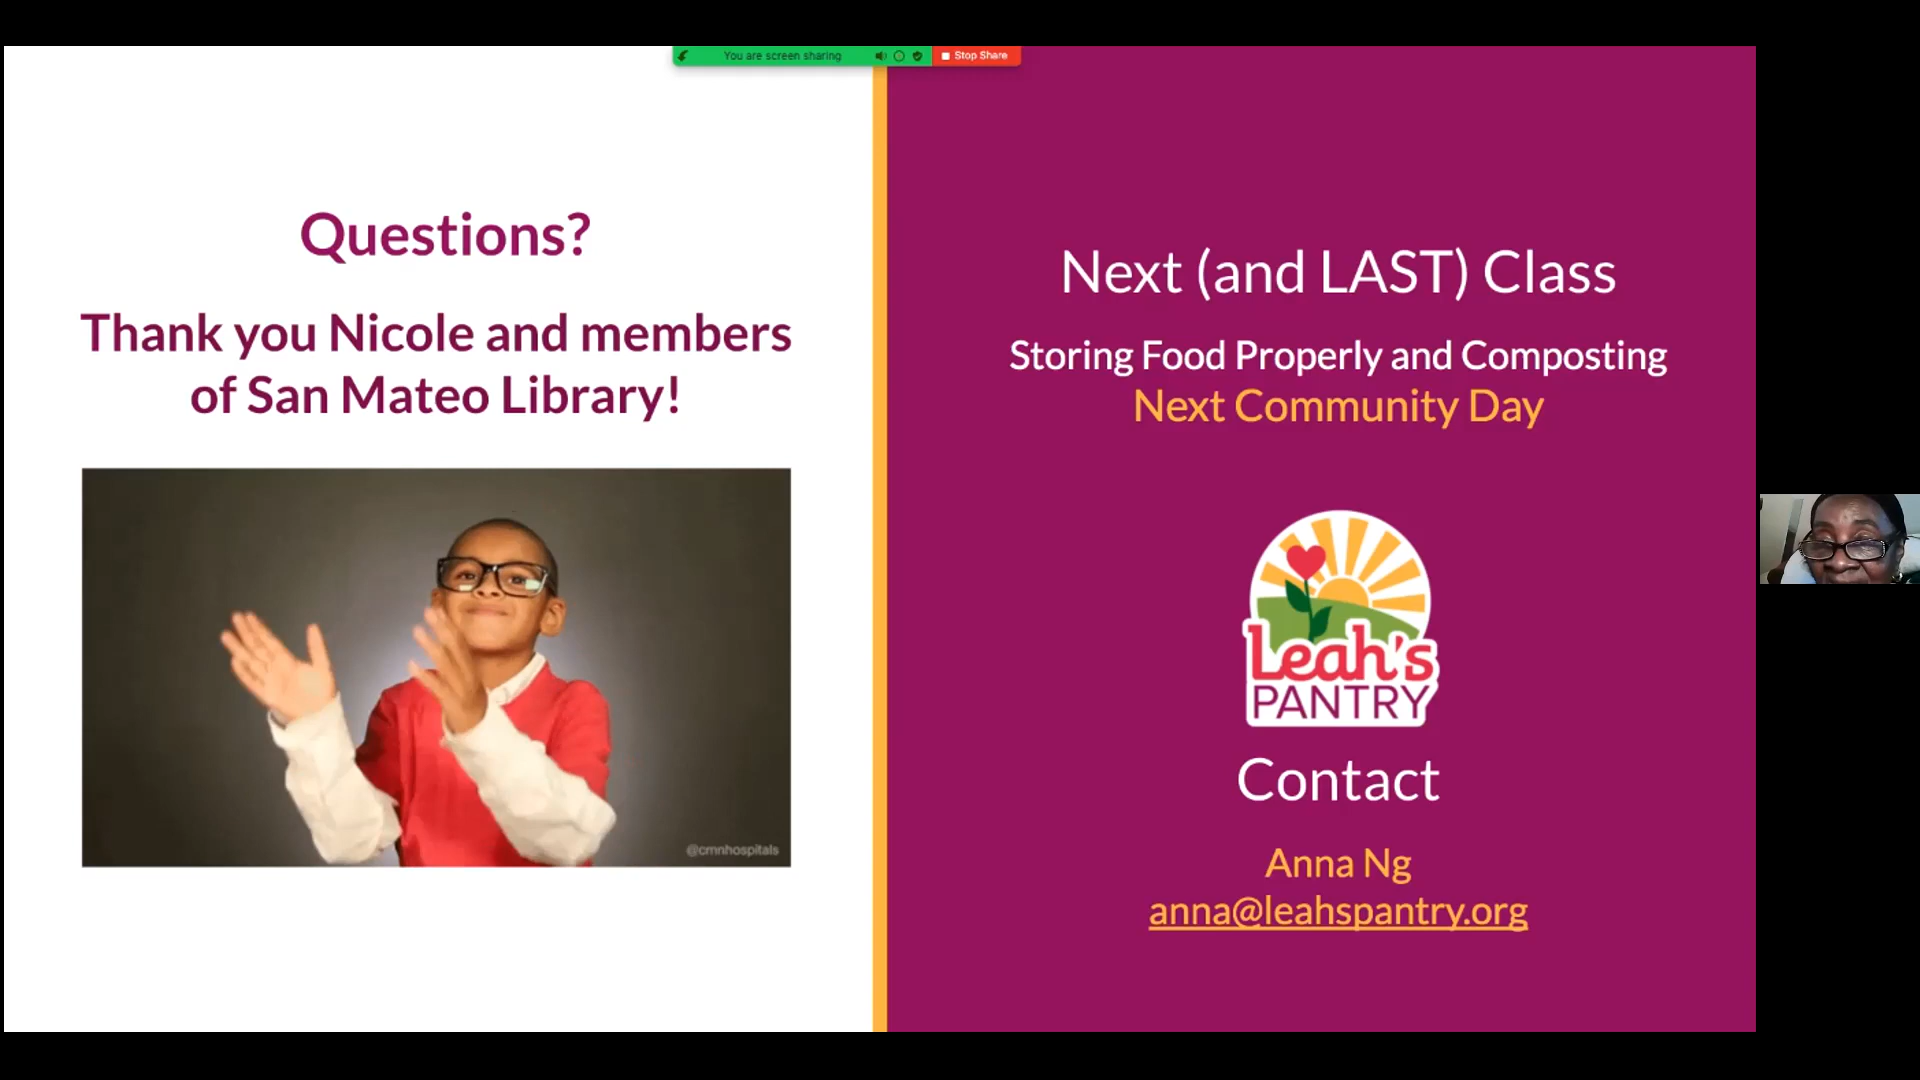 You are screen sharing
Stop Share
Questions?
Thank you Nicole and members
of San Mateo Library!
@cmnhospitals
Next (and LAST) Class
Storing Food Properly and Composting
Next Community Day
Leah's
PANTRY
Contact
Anna Ng
anna@leahspantry.org